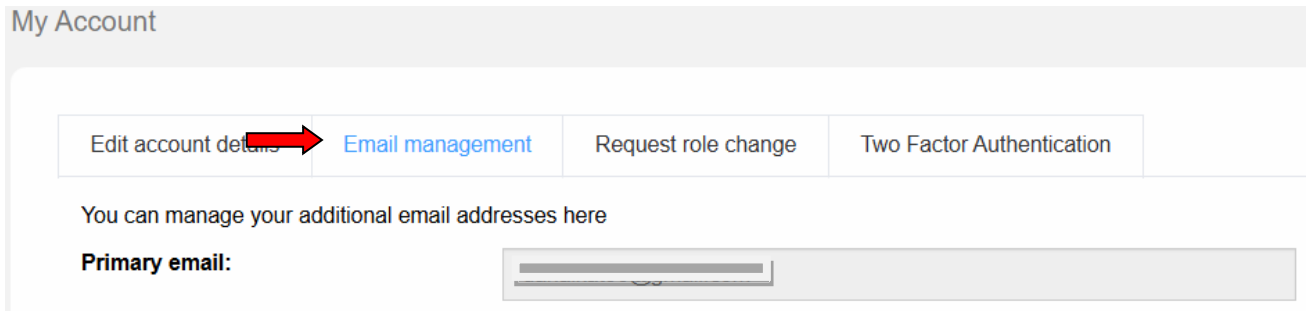 My Account
Edit account details Email management Request role change Two Factor Authentication
You can manage your additional email addresses here
Primary email: